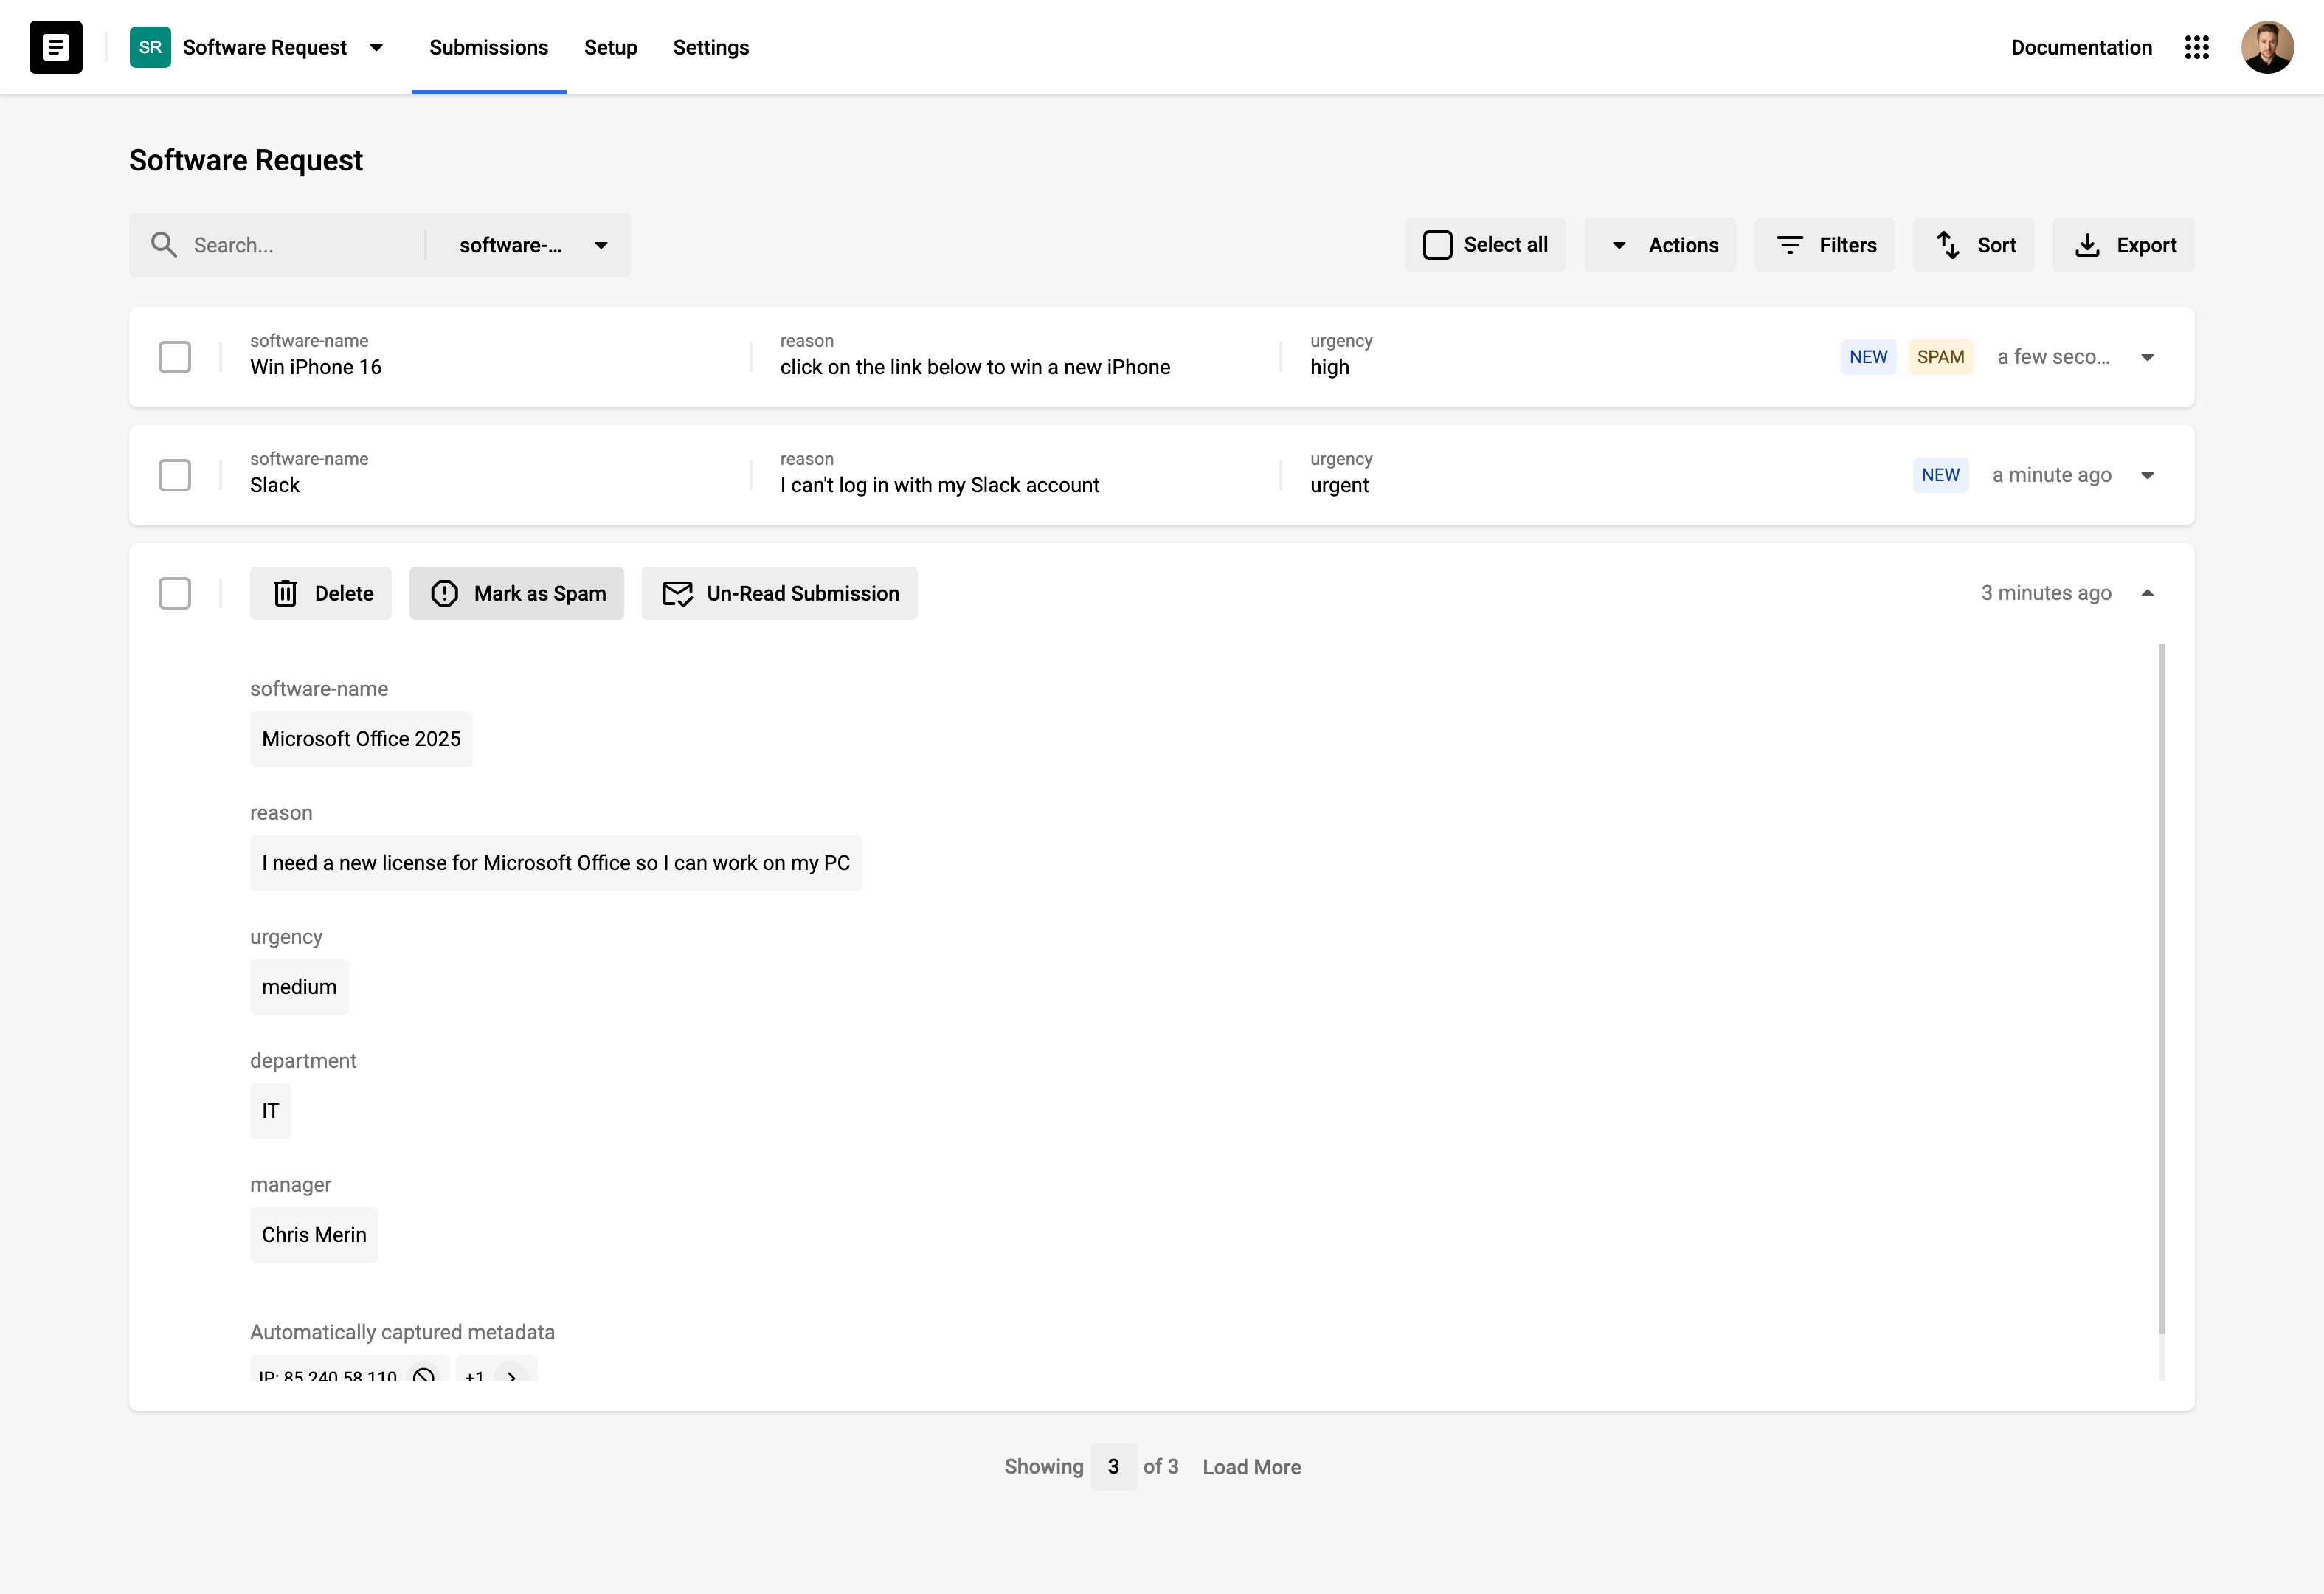 SR Software Request Submissions Setup Settings Documentation
Software Request
Search... software-... Select all Actions Filters Sort Export
software-name reason urgency
Win iPhone 16 click on the link below to win a new iPhone high NEW SPAM a few seco...
software-name reason urgency
Slack I can't log in with my Slack account urgent NEW a minute ago
Delete Mark as Spam Un-Read Submission 3 minutes ago
software-name
Microsoft Office 2025
reason
I need a new license for Microsoft Office so I can work on my PC
urgency
medium
department
IT
manager
Chris Merin
Automatically captured metadata
IP: 85.240.58.110 +1
Showing 3 of 3 Load More